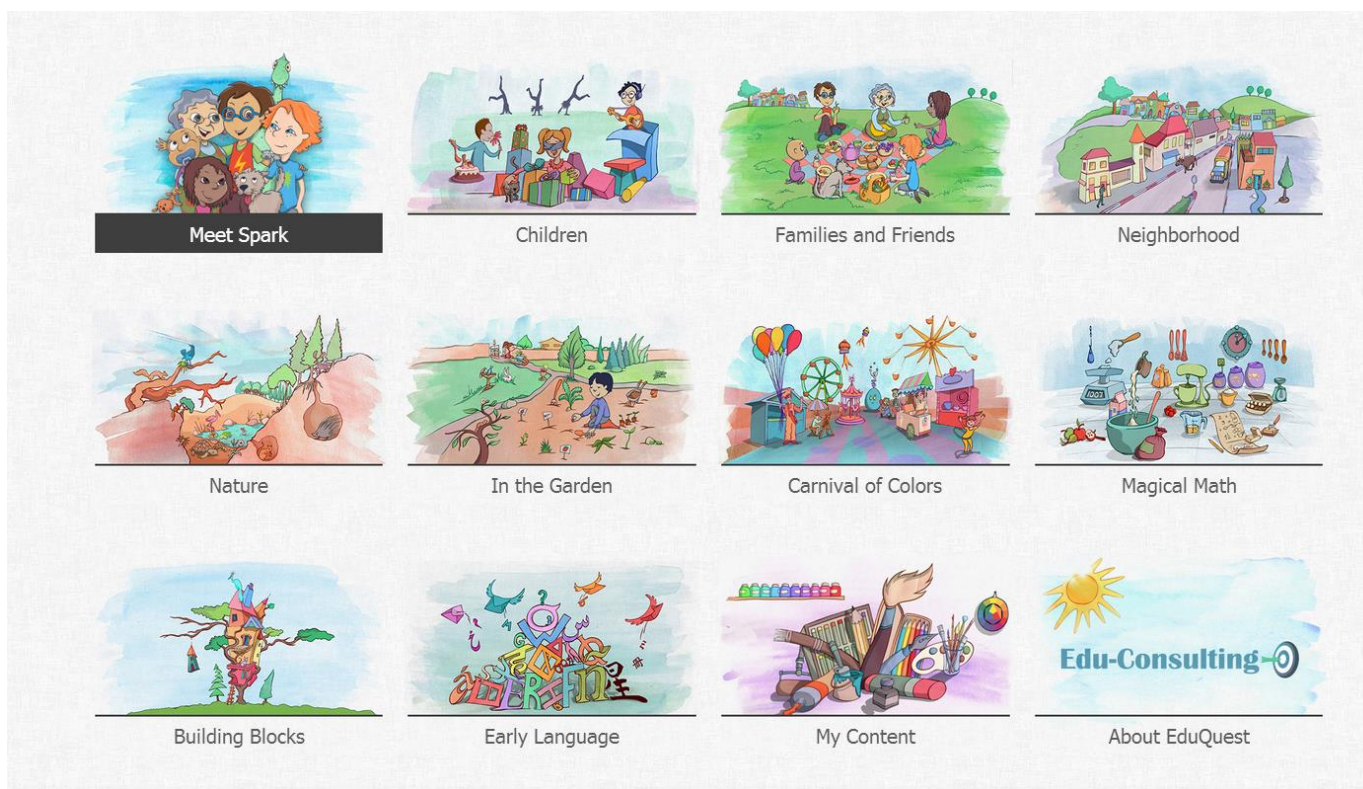 Meet Spark
Children
Families and Friends
Neighborhood
Nature
In the Garden
Carnival of Colors
100%
Magical Math
Building Blocks
Early Language
My Content
Edu-Consulting
About EduQuest